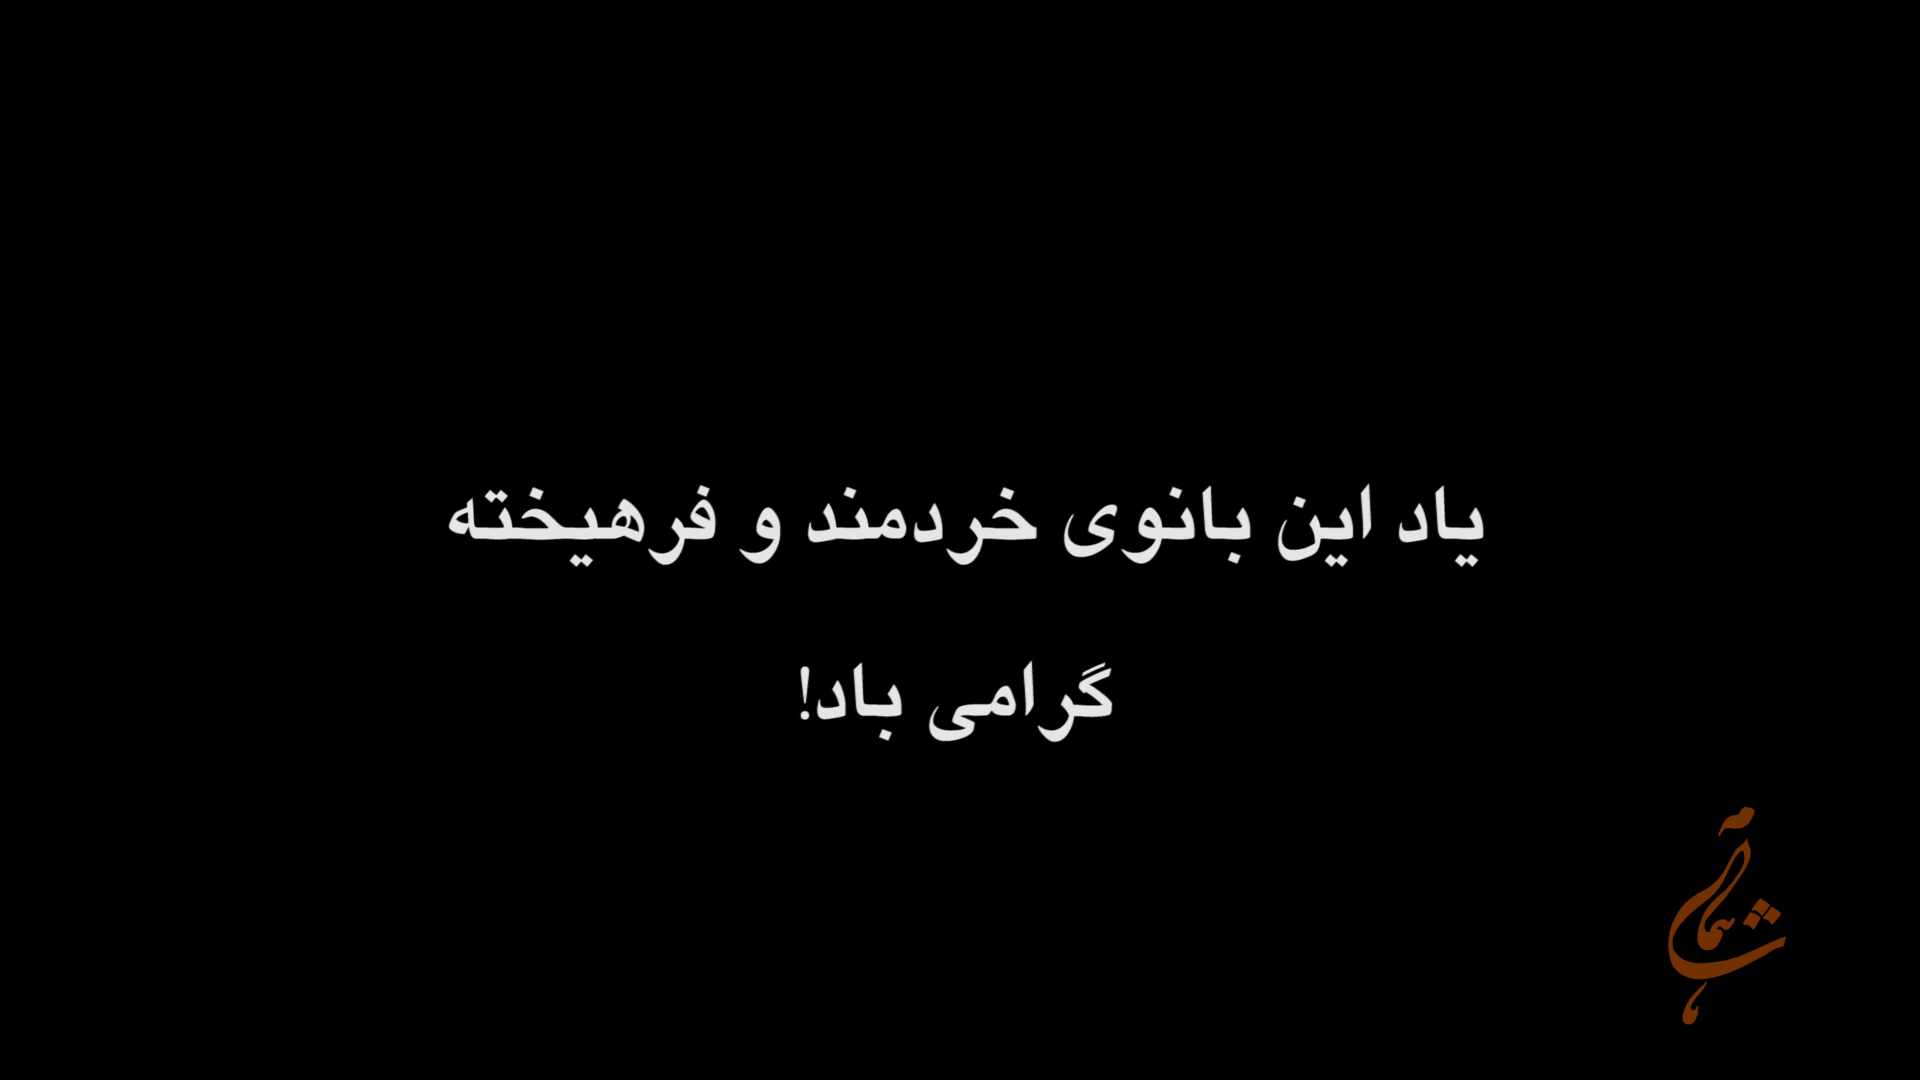 یاد این بانوی خردمند و فرهیخته
گرامی باد!